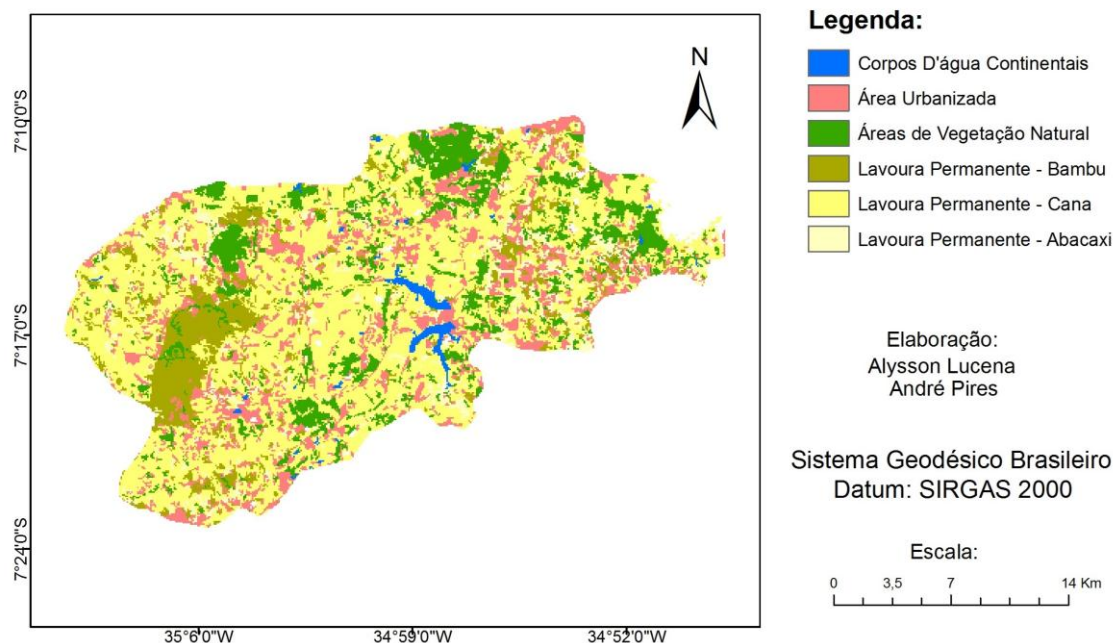 7°10'0"S
7°17'0"S
7°24'0"S
35°6'0"W
34°59'0"W
34°52'0"W
N
Legenda:
Corpos D'água Continentais
Área Urbanizada
Áreas de Vegetação Natural
Lavoura Permanente - Bambu
Lavoura Permanente - Cana
Lavoura Permanente - Abacaxi
Elaboração:
Alysson Lucena
André Pires
Sistema Geodésico Brasileiro
Datum: SIRGAS 2000
Escala:
0 3,5 7 14 Km